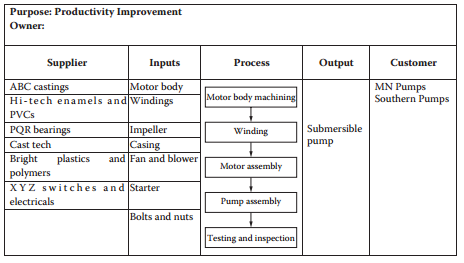 Purpose: Productivity Improvement
Owner:
Supplier Inputs Process Output Customer
ABC castings Motor body
Hi-tech enamels and Windings
PVCs
PQR bearings Impeller
Cast tech Casing
Bright plastics and Fan and blower
polymers
XYZ switches and Starter
electricals
Bolts and nuts
Motor body machining
Winding
Motor assembly
Pump assembly
Testing and inspection
Submersible
pump
MN Pumps
Southern Pumps